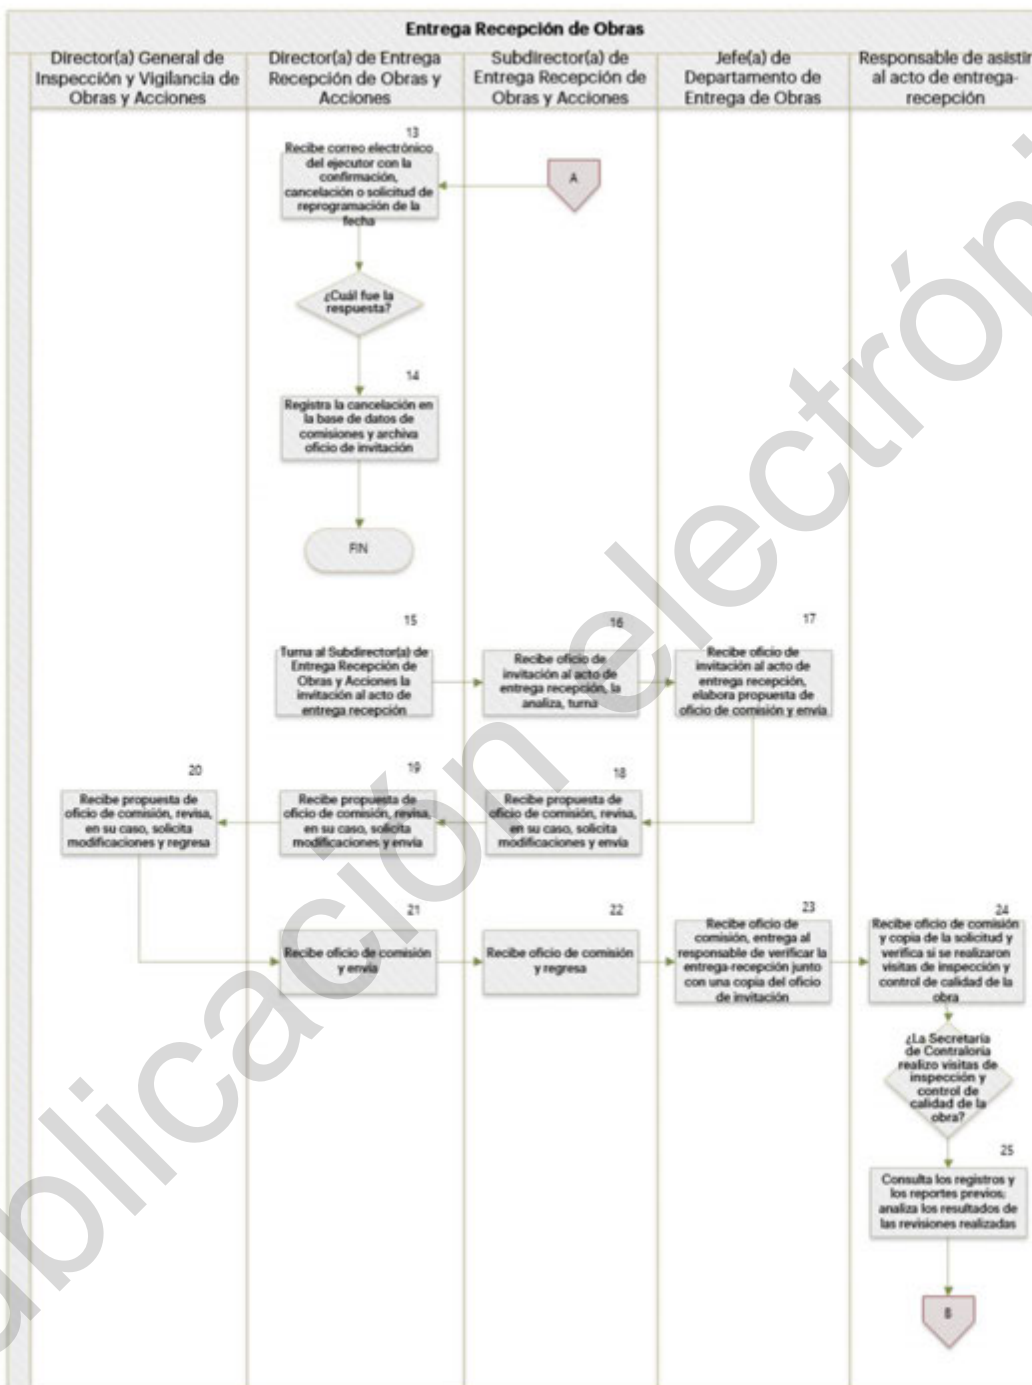 Entrega Recepción de Obras
Director(a) General de
Inspección y Vigilancia de
Obras y Acciones
Director(a) de Entrega
Recepción de Obras y
Acciones
Subdirector(a) de
Entrega Recepción de
Obras y Acciones
Jefe(a) de
Departamento de
Entrega de Obras
Responsable de asistir
al acto de entrega-
recepción
13
Recibe correo electrónico
del ejecutor con la
confirmación,
cancelación o solicitud de
reprogramación de la
fecha
A
¿Cuál fue la
respuesta?
14
Registra la cancelación en
la base de datos de
comisiones y archiva
oficio de invitación
FIN
15
Turna al Subdirector(a) de
Entrega Recepción de
Obras y Acciones la
invitación al acto de
entrega recepción
16
Recibe oficio de
invitación al acto de
entrega recepción, la
analiza, turna
17
Recibe oficio de
invitación al acto de
entrega recepción,
elabora propuesta de
oficio de comisión y envía
20
Recibe propuesta de
oficio de comisión, revisa,
en su caso, solicita
modificaciones y regresa
19
Recibe propuesta de
oficio de comisión, revisa,
en su caso, solicita
modificaciones y envía
18
Recibe propuesta de
oficio de comisión, revisa,
en su caso, solicita
modificaciones y envía
21
Recibe oficio de comisión
y envía
22
Recibe oficio de comisión
y regresa
23
Recibe oficio de
comisión, entrega al
responsable de verificar la
entrega-recepción junto
con una copia del oficio
de invitación
24
Recibe oficio de comisión
y copia de la solicitud y
verifica si se realizaron
visitas de inspección y
control de calidad de la
obra
¿La Secretaría
de Contraloría
realizo visitas de
inspección y
control de
calidad de la
obra?
25
Consulta los registros y
los reportes previos;
analiza los resultados de
las revisiones realizadas
B
ublicación electróni